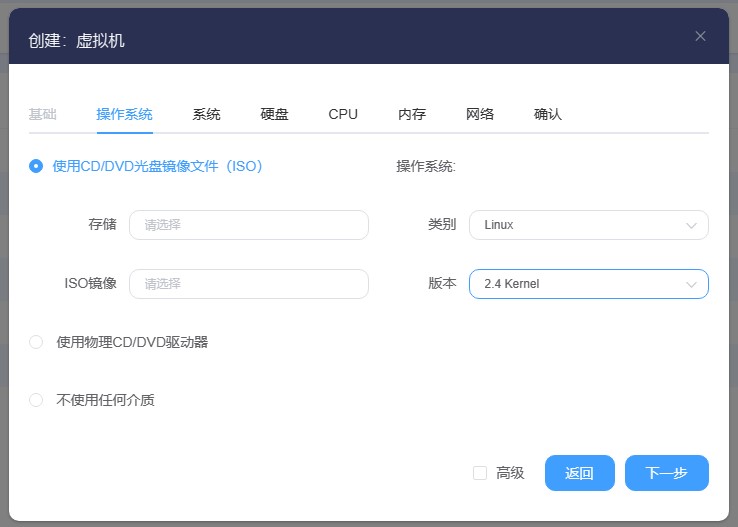 创建：虚拟机
基础 操作系统 系统 硬盘 CPU 内存 网络 确认
使用CD/DVD光盘镜像文件（ISO） 操作系统:
存储 请选择 类别 Linux
ISO镜像 请选择 版本 2.4 Kernel
使用物理CD/DVD驱动器
不使用任何介质
高级 返回 下一步